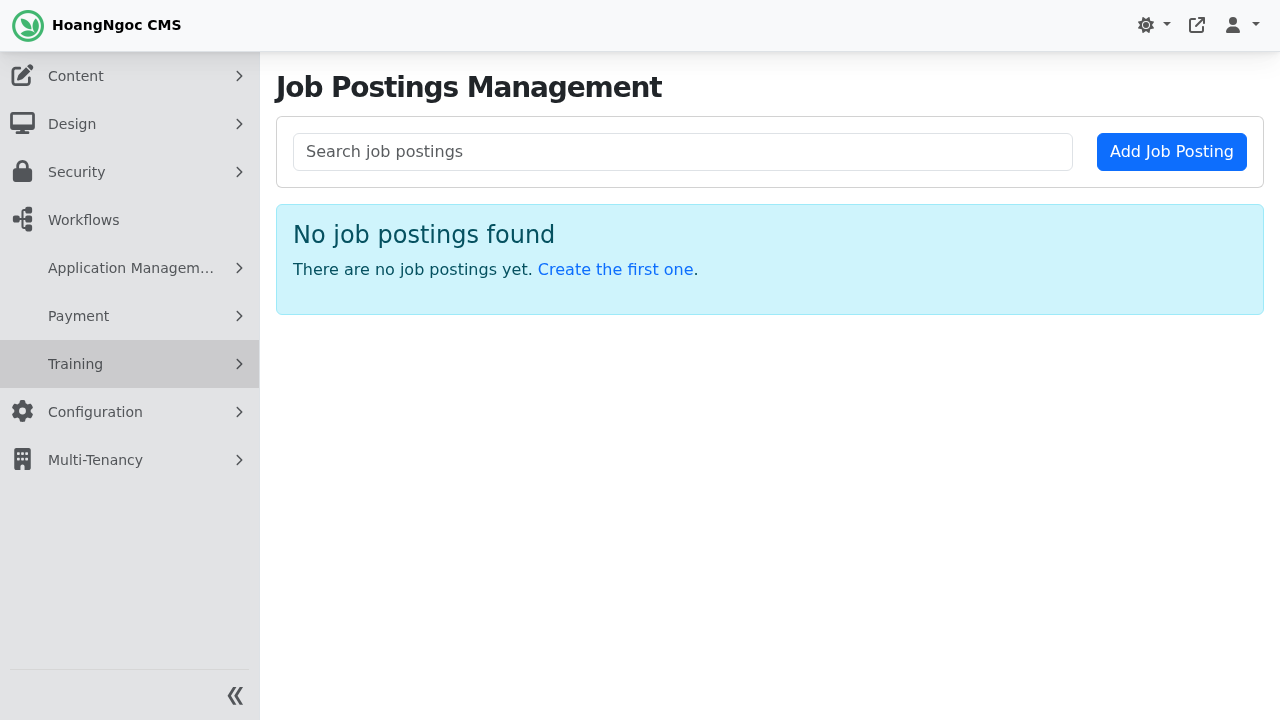 HoangNgoc CMS
Content
Design
Security
Workflows
Application Managem...
Payment
Training
Configuration
Multi-Tenancy
Job Postings Management
Search job postings
Add Job Posting
No job postings found
There are no job postings yet. Create the first one.